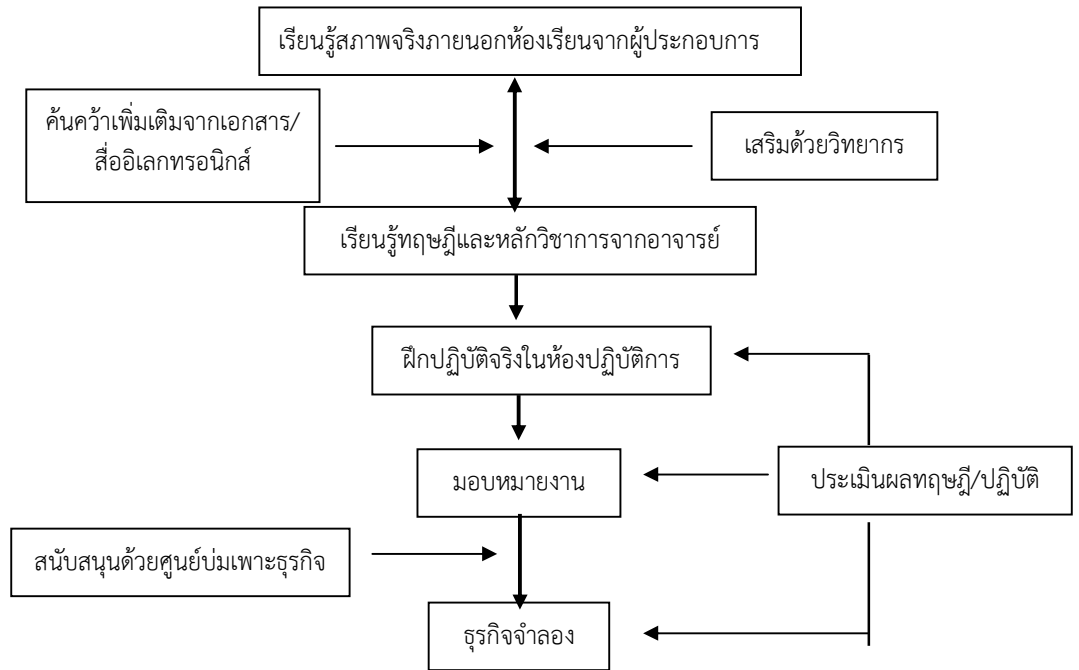 เรียนรู้สภาพจริงภายนอกห้องเรียนจากผู้ประกอบการ
ค้นคว้าเพิ่มเติมจากเอกสาร/
สื่ออิเลกทรอนิกส์
เสริมด้วยวิทยากร
เรียนรู้ทฤษฎีและหลักวิชาการจากอาจารย์
ฝึกปฏิบัติจริงในห้องปฏิบัติการ
มอบหมายงาน
ประเมินผลทฤษฎี/ปฏิบัติ
สนับสนุนด้วยศูนย์บ่มเพาะธุรกิจ
ธุรกิจจำลอง